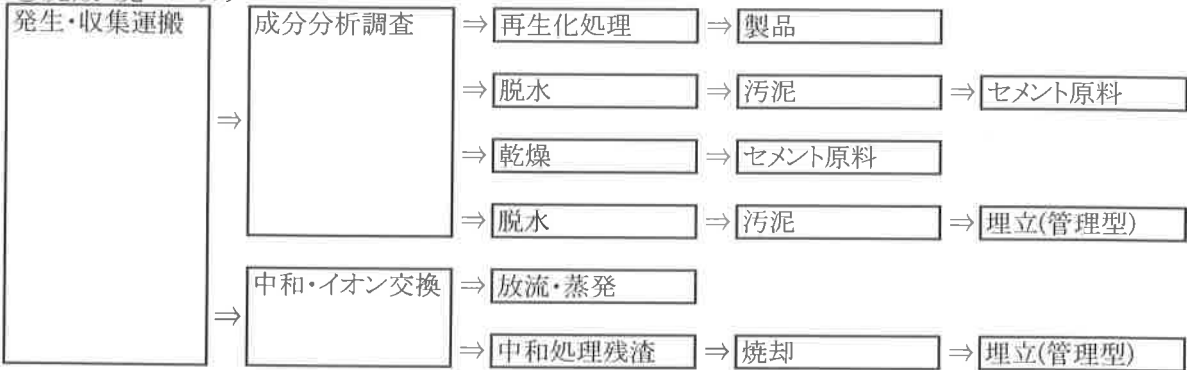 発生・収集運搬
⇒
成分分析調査
⇒ 再生化処理 ⇒ 製品
⇒ 脱水 ⇒ 汚泥 ⇒ セメント原料
⇒ 乾燥 ⇒ セメント原料
⇒ 脱水 ⇒ 汚泥 ⇒ 埋立(管理型)
⇒
中和・イオン交換 ⇒ 放流・蒸発
⇒ 中和処理残渣 ⇒ 焼却 ⇒ 埋立(管理型)